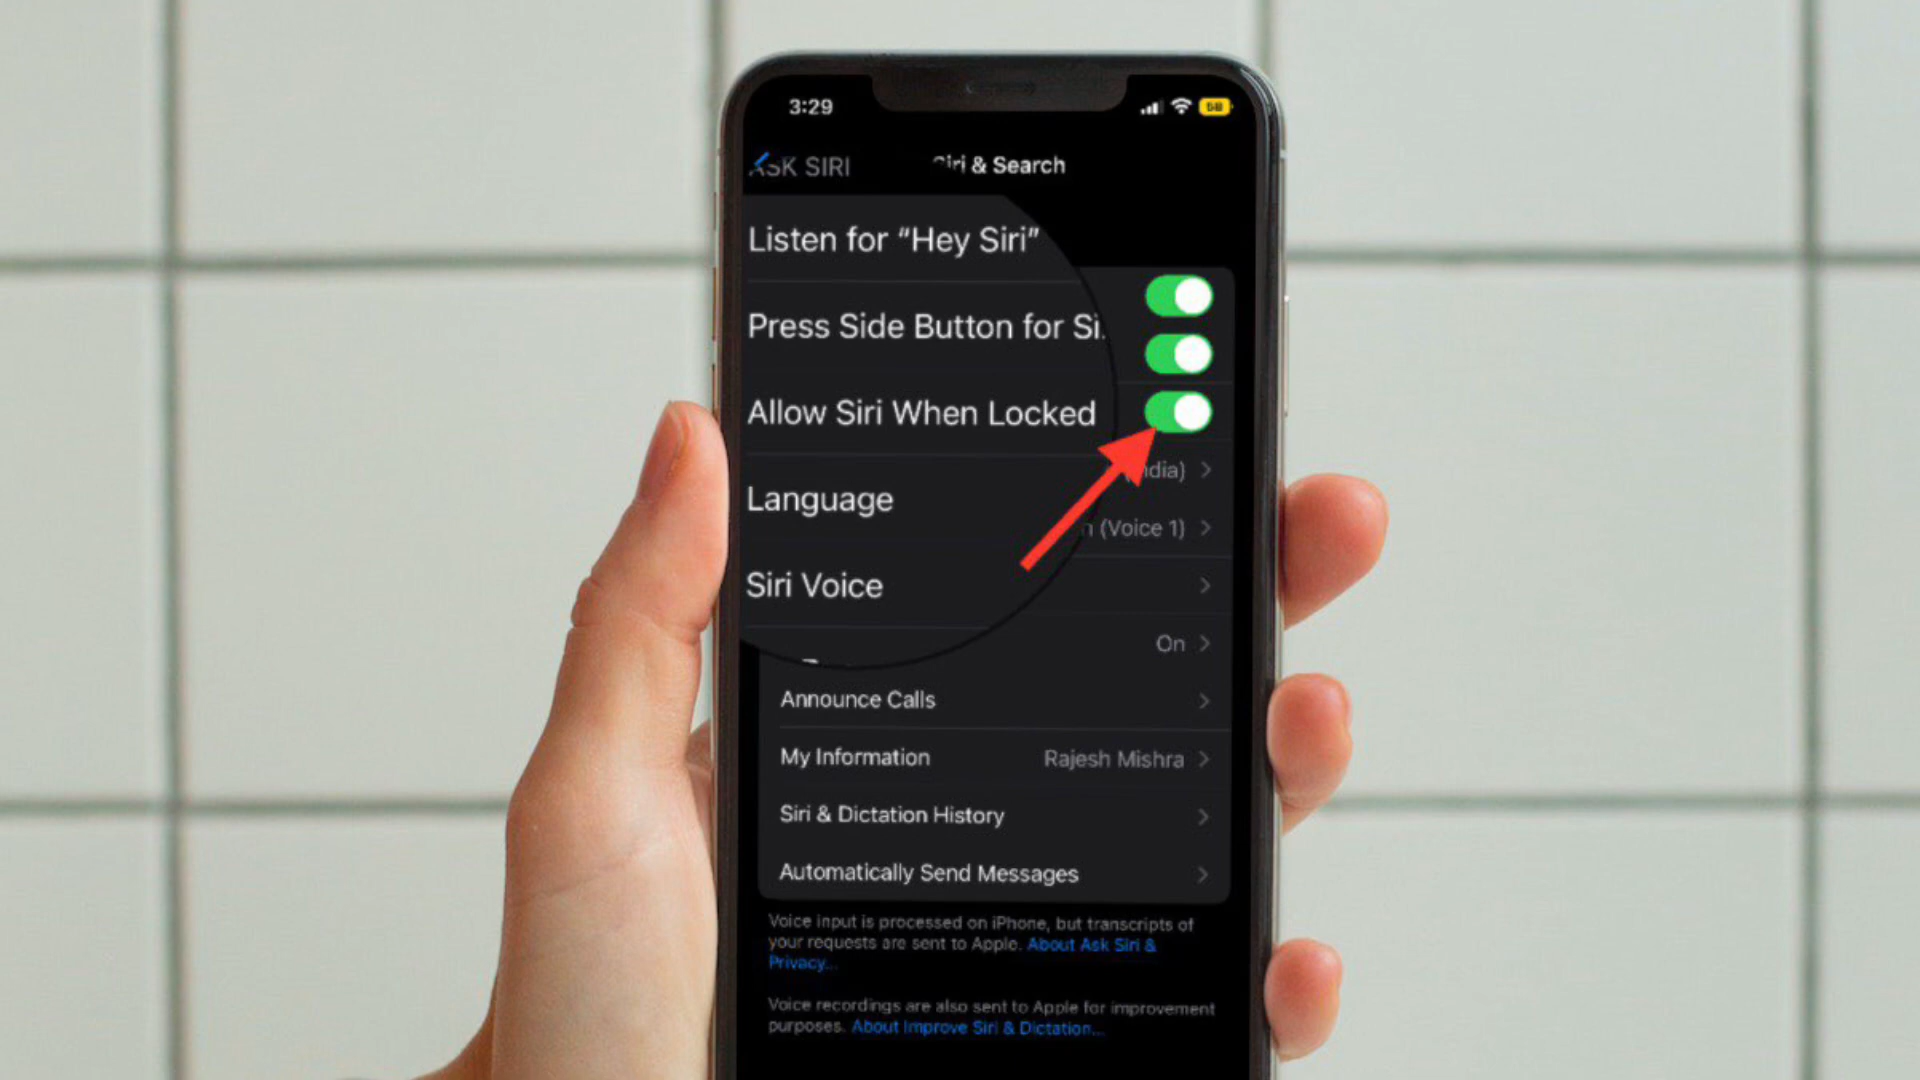 3:29
58
ASK SIRI
Siri & Search
Listen for “Hey Siri”
Press Side Button for Si
Allow Siri When Locked
Language
(India)
(Voice 1)
Siri Voice
On
Announce Calls
My Information Rajesh Mishra
Siri & Dictation History
Automatically Send Messages
Voice input is processed on iPhone, but transcripts of
your requests are sent to Apple. About Ask Siri &
Privacy...
Voice recordings are also sent to Apple for improvement
purposes. About Improve Siri & Dictation...